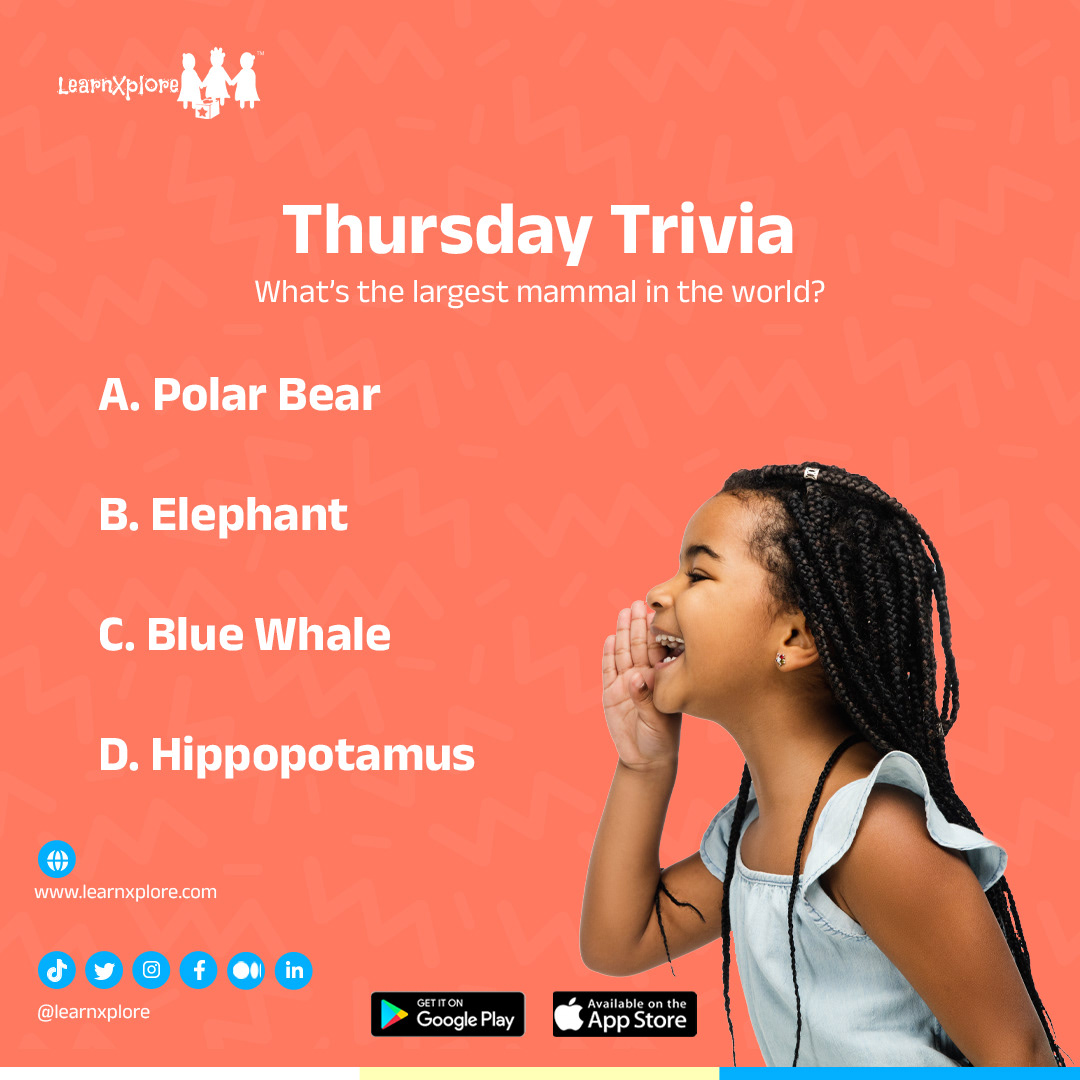 LearnXplore™
Thursday Trivia
What's the largest mammal in the world?
A. Polar Bear
B. Elephant
C. Blue Whale
D. Hippopotamus
www.learnxplore.com
@learnxplore
GET IT ON
Google Play
Available on the
App Store